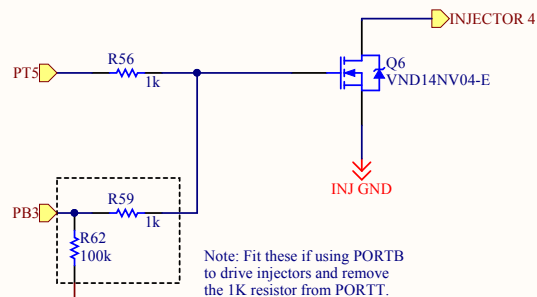 INJECTOR 4
R56
PT5
1k
Q6
VND14NV04-E
INJ GND
PB3
R59
1k
R62
100k
Note: Fit these if using PORTB
to drive injectors and remove
the 1K resistor from PORTT.